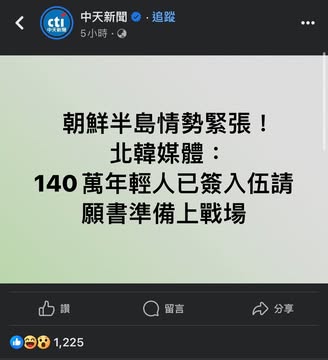 cti
中天新聞
中天新聞 · 追蹤
5小時 ·
朝鮮半島情勢緊張！
北韓媒體：
140萬年輕人已簽入伍請
願書準備上戰場
讚
留言
分享
1,225